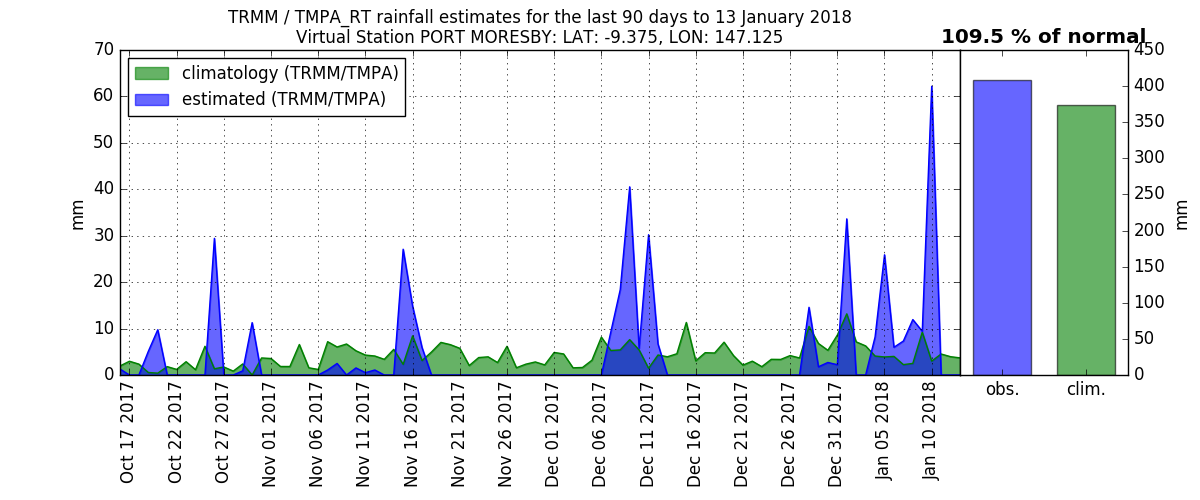 TRMM / TMPA_RT rainfall estimates for the last 90 days to 13 January 2018
Virtual Station PORT MORESBY: LAT: -9.375, LON: 147.125
109.5 % of normal
climatology (TRMM/TMPA)
estimated (TRMM/TMPA)
70
60
50
40
30
20
10
0
mm
450
400
350
300
250
200
150
100
50
0
mm
Oct 17 2017
Oct 22 2017
Oct 27 2017
Nov 01 2017
Nov 06 2017
Nov 11 2017
Nov 16 2017
Nov 21 2017
Nov 26 2017
Dec 01 2017
Dec 06 2017
Dec 11 2017
Dec 16 2017
Dec 21 2017
Dec 26 2017
Dec 31 2017
Jan 05 2018
Jan 10 2018
obs.
clim.